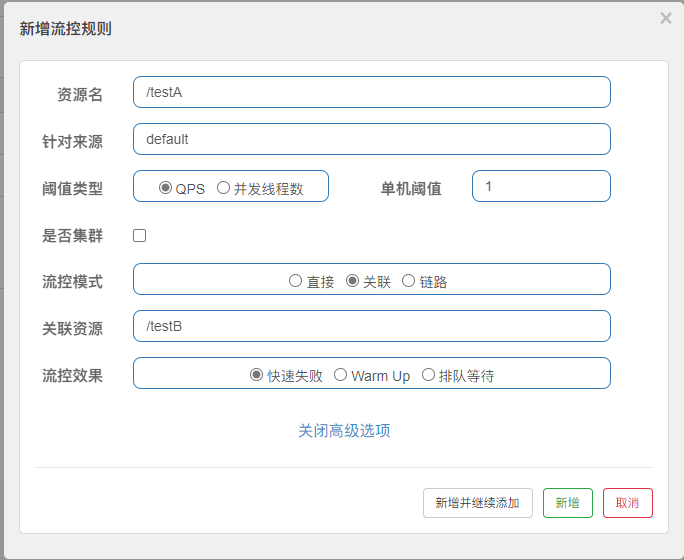 新增流控规则
×
资源名 /testA
针对来源 default
阈值类型 QPS 并发线程数 单机阈值 1
是否集群
流控模式 直接 关联 链路
关联资源 /testB
流控效果 快速失败 Warm Up 排队等待
关闭高级选项
新增并继续添加 新增 取消